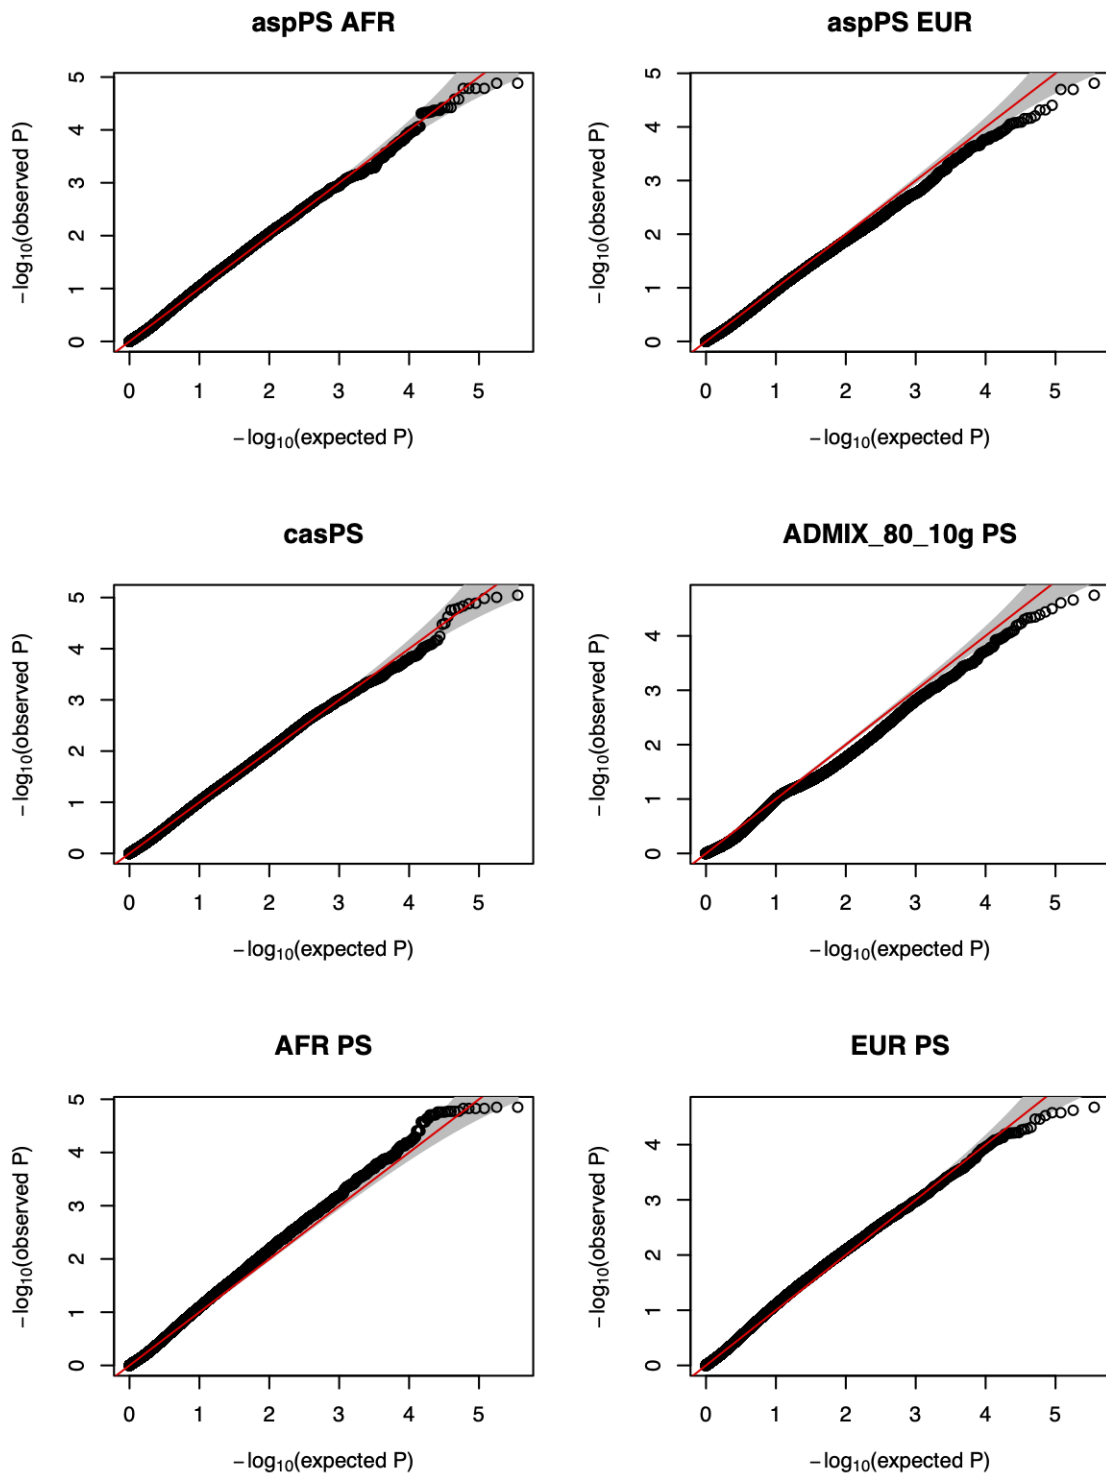 aspPS AFR
5
4
3
2
1
0
−log10(observed P)
0 1 2 3 4 5
−log10(expected P)
aspPS EUR
5
4
3
2
1
0
−log10(observed P)
0 1 2 3 4 5
−log10(expected P)
casPS
5
4
3
2
1
0
−log10(observed P)
0 1 2 3 4 5
−log10(expected P)
ADMIX_80_10g PS
4
3
2
1
0
−log10(observed P)
0 1 2 3 4 5
−log10(expected P)
AFR PS
5
4
3
2
1
0
−log10(observed P)
0 1 2 3 4 5
−log10(expected P)
EUR PS
4
3
2
1
0
−log10(observed P)
0 1 2 3 4 5
−log10(expected P)